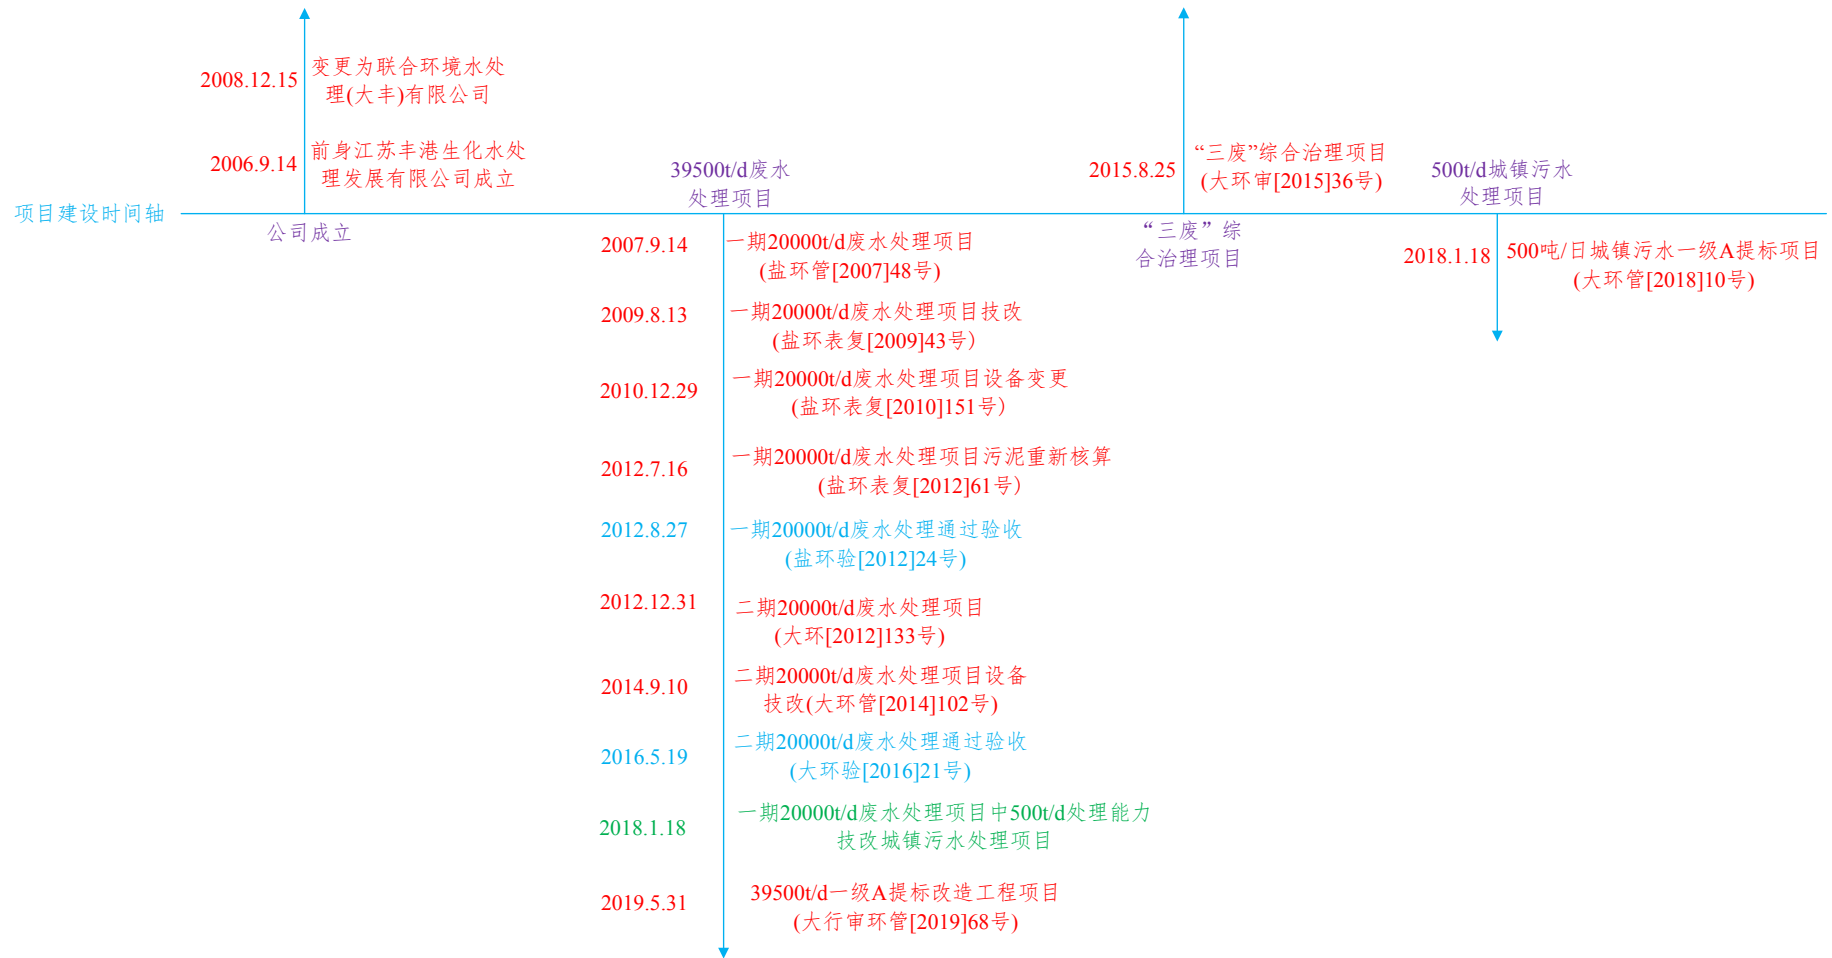 2008.12.15
变更为联合环境水处
理(大丰)有限公司
2006.9.14
前身江苏丰港生化水处
理发展有限公司成立
项目建设时间轴
公司成立
39500t/d废水
处理项目
2007.9.14
一期20000t/d废水处理项目
(盐环管[2007]48号)
2009.8.13
一期20000t/d废水处理项目技改
(盐环表复[2009]43号）
2010.12.29
一期20000t/d废水处理项目设备变更
(盐环表复[2010]151号）
2012.7.16
一期20000t/d废水处理项目污泥重新核算
(盐环表复[2012]61号）
2012.8.27
一期20000t/d废水处理通过验收
(盐环验[2012]24号)
2012.12.31
二期20000t/d废水处理项目
(大环[2012]133号)
2014.9.10
二期20000t/d废水处理项目设备
技改(大环管[2014]102号)
2016.5.19
二期20000t/d废水处理通过验收
(大环验[2016]21号)
2018.1.18
一期20000t/d废水处理项目中500t/d处理能力
技改城镇污水处理项目
2019.5.31
39500t/d一级A提标改造工程项目
(大行审环管[2019]68号)
2015.8.25
“三废”综合治理项目
(大环审[2015]36号)
“三废”综
合治理项目
500t/d城镇污水
处理项目
2018.1.18
500吨/日城镇污水一级A提标项目
(大环管[2018]10号)